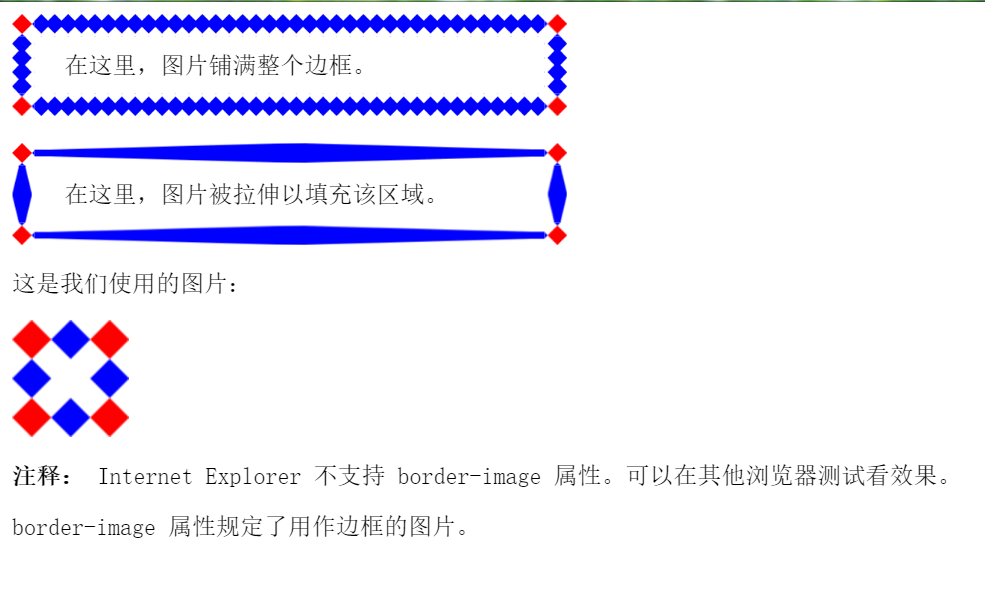 在这里，图片铺满整个边框。
在这里，图片被拉伸以填充该区域。
这是我们使用的图片：
注释： Internet Explorer 不支持 border-image 属性。可以在其他浏览器测试看效果。
border-image 属性规定了用作边框的图片。